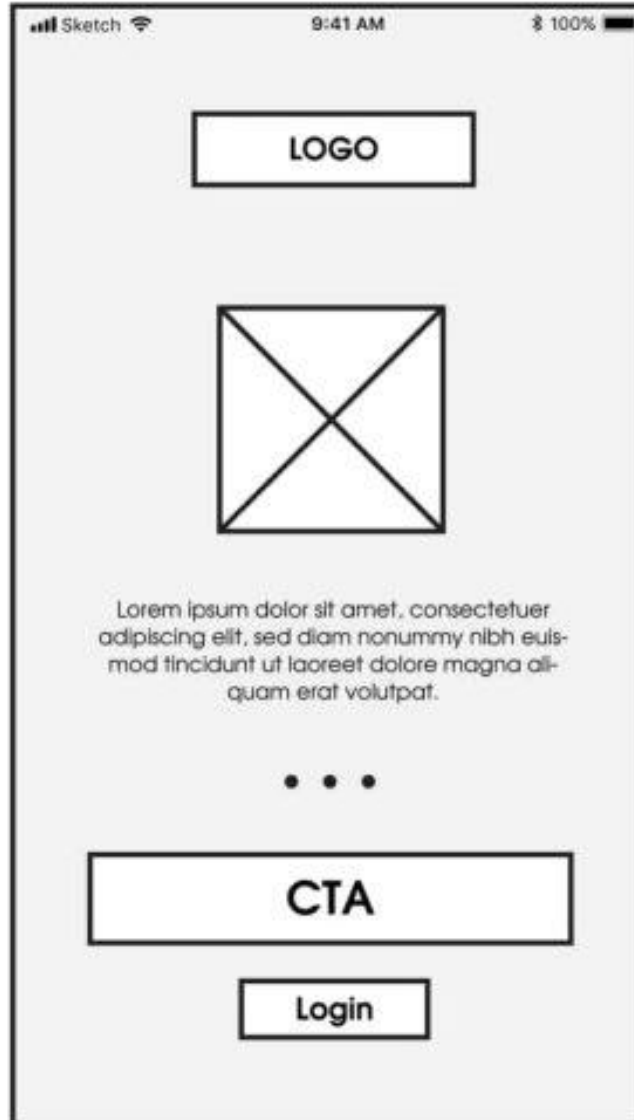 Sketch 9:41 AM 100%
LOGO
Lorem ipsum dolor sit amet, consectetuer
adipiscing elit, sed diam nonummy nibh euis-
mod tincidunt ut laoreet dolore magna ali-
quam erat volutpat.
CTA
Login